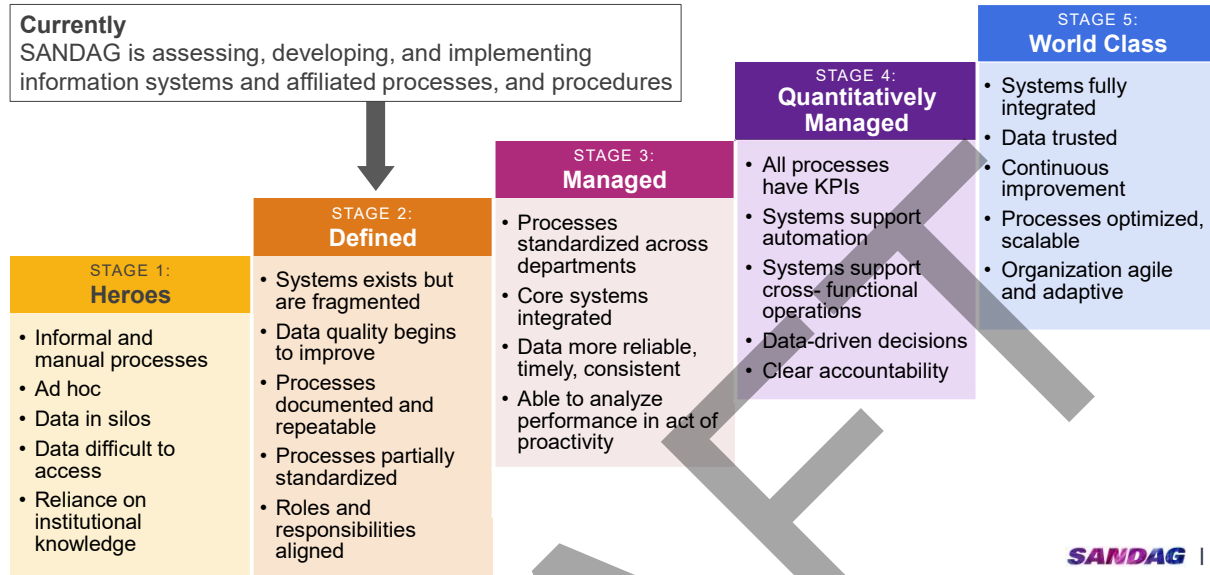 Currently
SANDAG is assessing, developing, and implementing
information systems and affiliated processes, and procedures
STAGE 1:
Heroes
• Informal and
manual processes
• Ad hoc
• Data in silos
• Data difficult to
access
• Reliance on
institutional
knowledge
STAGE 2:
Defined
• Systems exists but
are fragmented
• Data quality begins
to improve
• Processes
documented and
repeatable
• Processes partially
standardized
• Roles and
responsibilities
aligned
STAGE 3:
Managed
• Processes
standardized across
departments
• Core systems
integrated
• Data more reliable,
timely, consistent
• Able to analyze
performance in act of
proactivity
STAGE 4:
Quantitatively
Managed
• All processes
have KPIs
• Systems support
automation
• Systems support
cross- functional
operations
• Data-driven decisions
• Clear accountability
STAGE 5:
World Class
• Systems fully
integrated
• Data trusted
• Continuous
improvement
• Processes optimized,
scalable
• Organization agile
and adaptive
SANDAG |